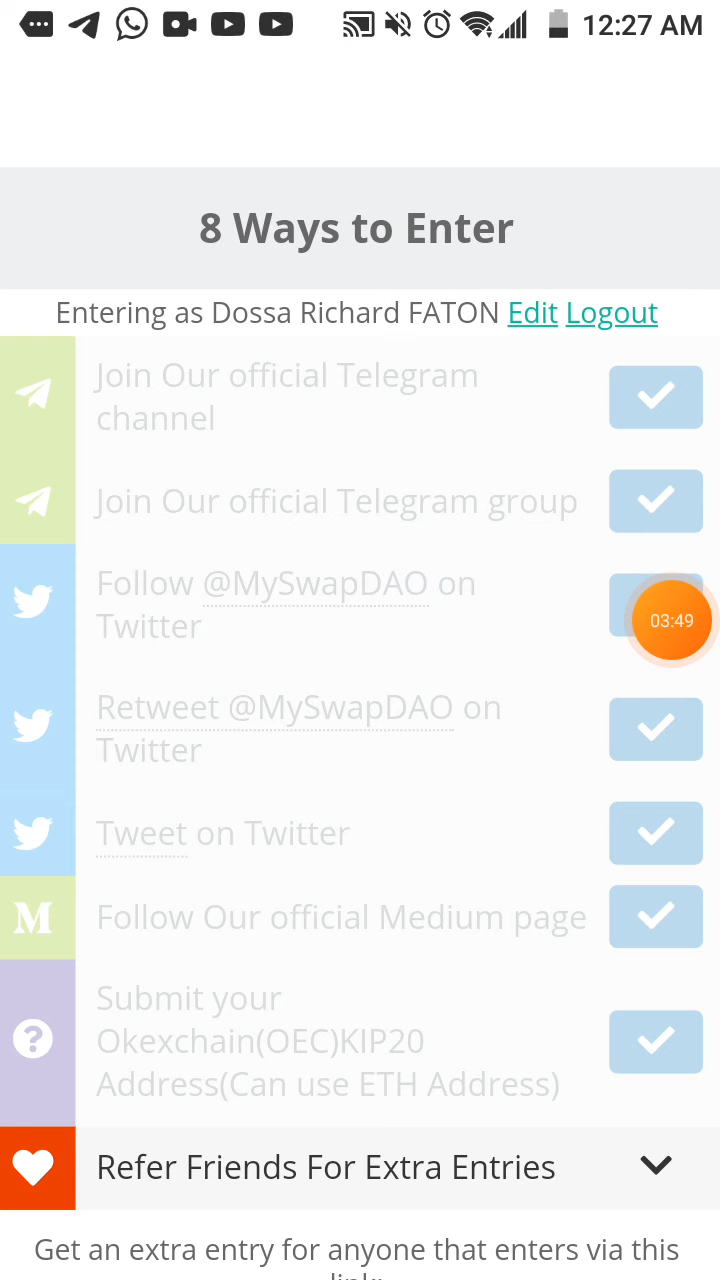 12:27 AM
8 Ways to Enter
Entering as Dossa Richard FATON Edit Logout
Join Our official Telegram
channel
Join Our official Telegram group
Follow @MySwapDAO on
Twitter
03:49
Retweet @MySwapDAO on
Twitter
Tweet on Twitter
M Follow Our official Medium page
Submit your
Okexchain(OEC)KIP20
Address(Can use ETH Address)
Refer Friends For Extra Entries
Get an extra entry for anyone that enters via this
link: